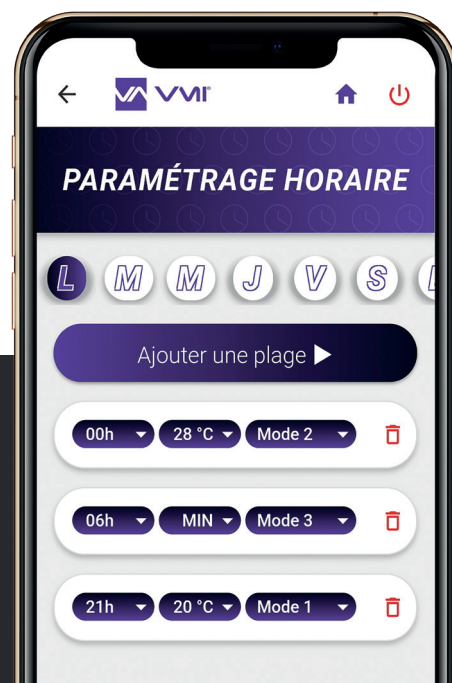 VMI®
PARAMÉTRAGE HORAIRE
L M M J V S
Ajouter une plage
00h 28 °C Mode 2
06h MIN Mode 3
21h 20 °C Mode 1